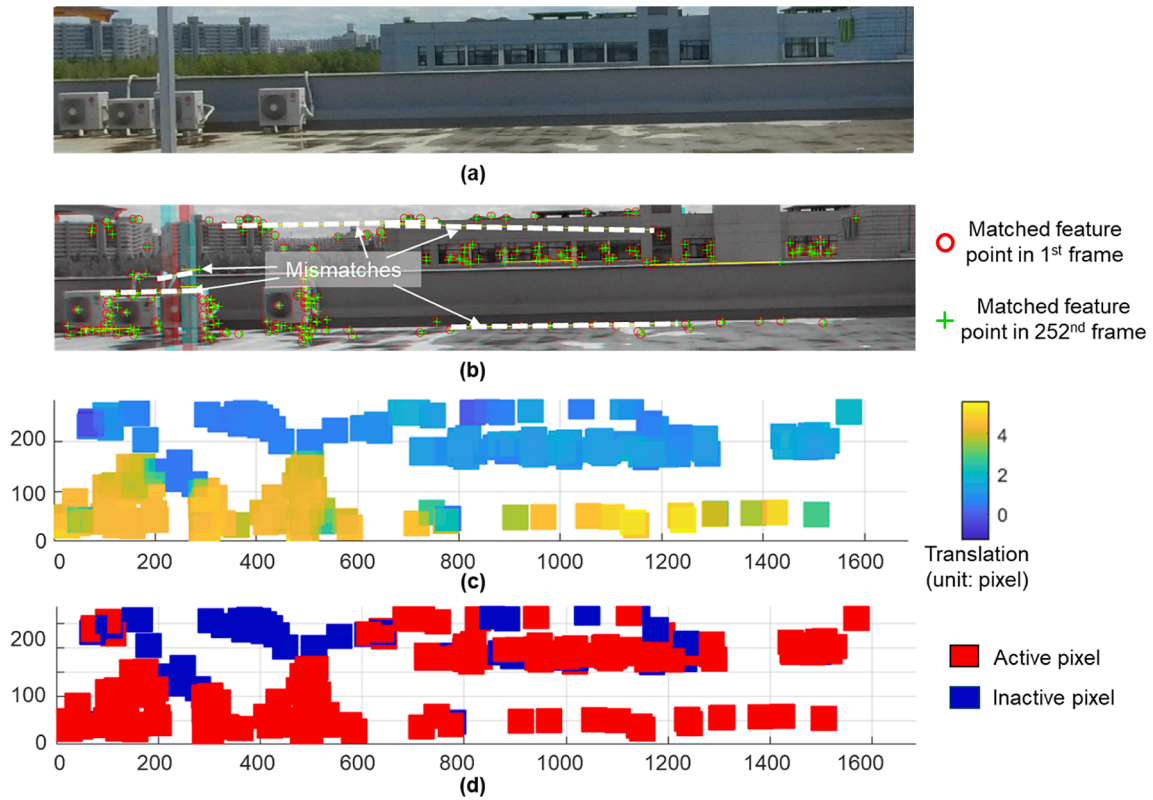 (a)
Mismatches
Matched feature
point in 1st frame
Matched feature
point in 252nd frame
(b)
200
100
0
0 200 400 600 800 1000 1200 1400 1600
(c)
4
2
0
Translation
(unit: pixel)
200
100
0
0 200 400 600 800 1000 1200 1400 1600
(d)
Active pixel
Inactive pixel